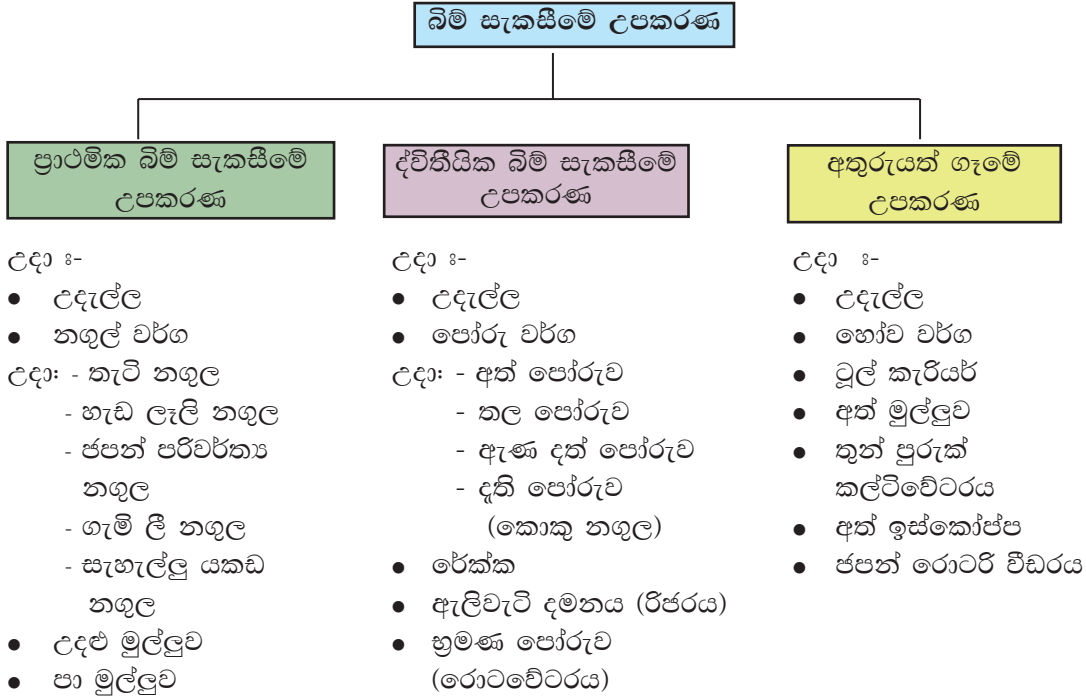 බිම් සැකසීමේ උපකරණ
ප්‍රාථමික බිම් සැකසීමේ
උපකරණ
උදා ඃ-
● උදැල්ල
● නගුල් වර්ග
උදාඃ - තැටි නගුල
- හැඩ ලෑලි නගුල
- ජපන් පරිවර්ත්‍ය
නගුල
- ගැමි ලී නගුල
- සැහැල්ලු යකඩ
නගුල
● උදළු මුල්ලුව
● පා මුල්ලුව
ද්විතීයික බිම් සැකසීමේ
උපකරණ
උදා ඃ-
● උදැල්ල
● පෝරු වර්ග
උදාඃ - අත් පෝරුව
- තල පෝරුව
- ඇණ දත් පෝරුව
- දැති පෝරුව
(කොකු නගුල)
● රේක්ක
● ඇලිවැටි දමනය (රිජරය)
● භ්‍රමණ පෝරුව
(රොටවේටරය)
අතුරුයත් ගෑමේ
උපකරණ
උදා ඃ-
● උදැල්ල
● හෝව වර්ග
● ටූල් කැරියර්
● අත් මුල්ලුව
● තුන් පුරුක්
කල්ටිවේටරය
● අත් ඉස්කෝප්ප
● ජපන් රොටරි වීඩරය